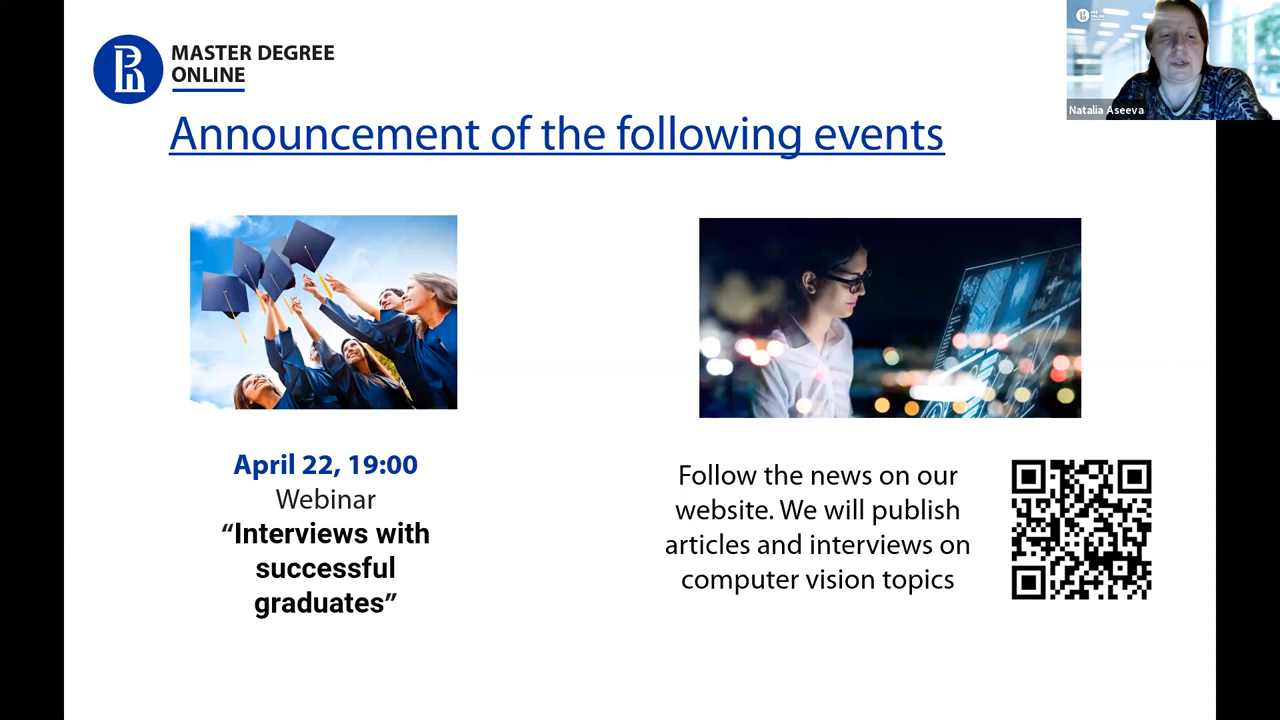 MASTER DEGREE
ONLINE
Natalia Aseeva
Announcement of the following events
April 22, 19:00
Webinar
“Interviews with
successful
graduates”
Follow the news on our
website. We will publish
articles and interviews on
computer vision topics